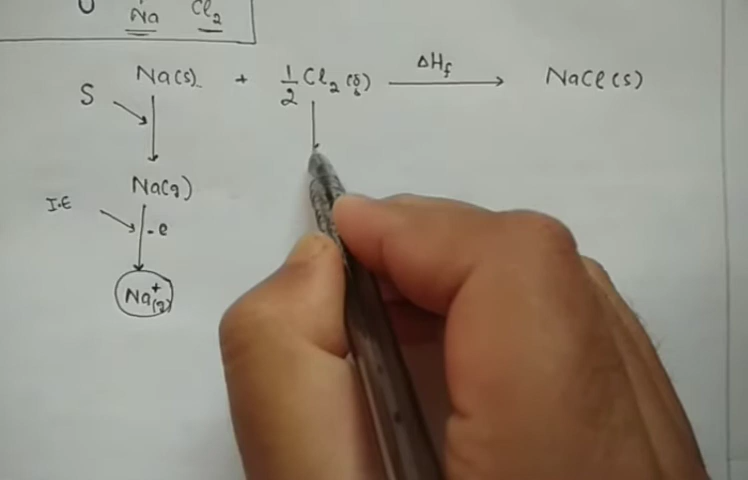 Na Cl₂
Na(s) + 1/2 Cl₂(g) ΔHf → NaCl(s)
S
Na(g)
I.E -e
Na⁺(g)